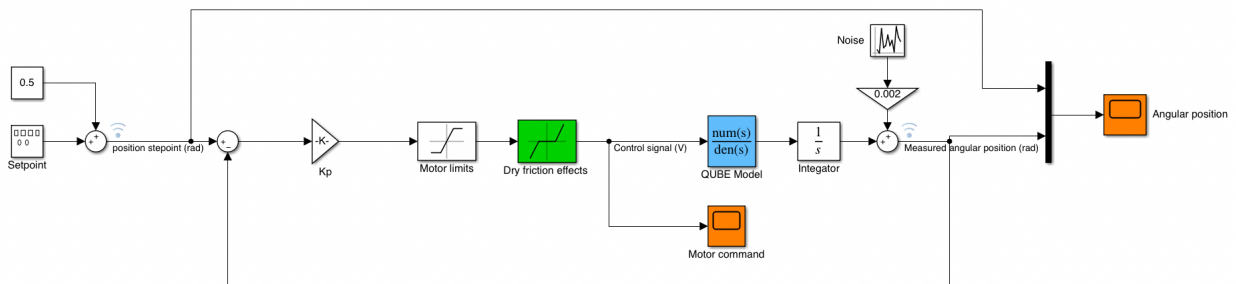 Noise
0.5
0.002
Angular position
position stepoint (rad)
Setpoint
-K-
Kp
Motor limits
Dry friction effects
Control signal (V)
num(s)
den(s)
QUBE Model
1
s
Integator
Measured angular position (rad)
Motor command